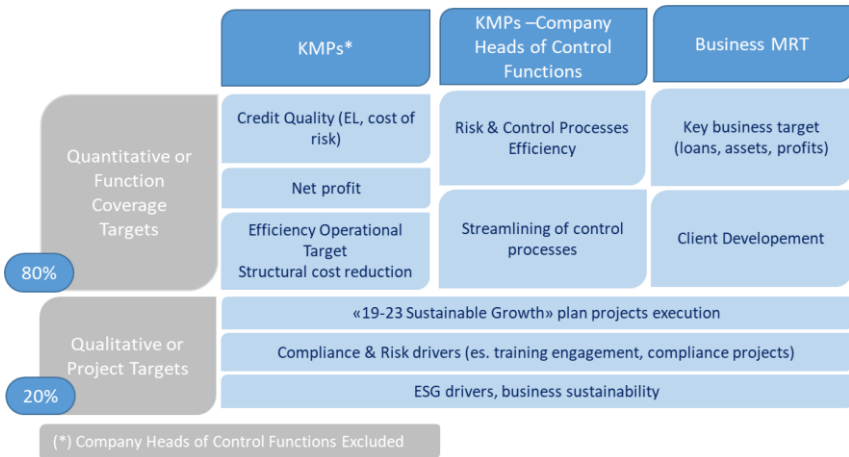 KMPs*
KMPs –Company
Heads of Control
Functions
Business MRT
Quantitative or
Function
Coverage
Targets
80%
Credit Quality (EL, cost of
risk)
Net profit
Efficiency Operational
Target
Structural cost reduction
Risk & Control Processes
Efficiency
Streamlining of control
processes
Key business target
(loans, assets, profits)
Client Developement
Qualitative or
Project Targets
20%
«19-23 Sustainable Growth» plan projects execution
Compliance & Risk drivers (es. training engagement, compliance projects)
ESG drivers, business sustainability
(*) Company Heads of Control Functions Excluded